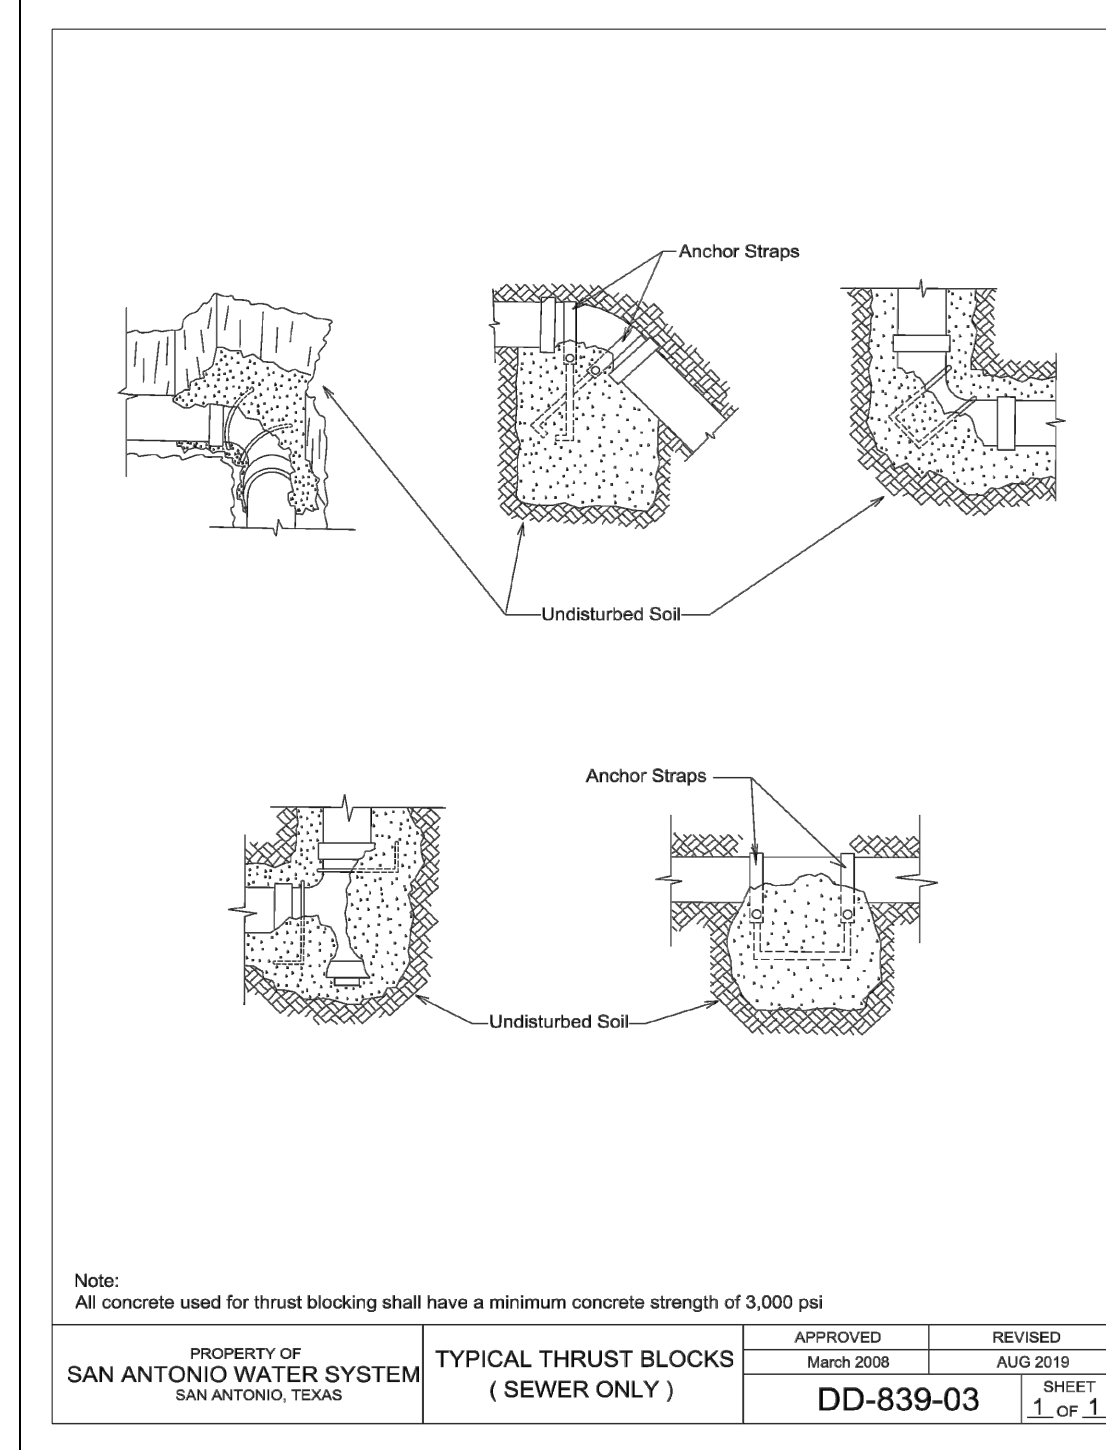 Anchor Straps
Undisturbed Soil
Anchor Straps
Undisturbed Soil
Note:
All concrete used for thrust blocking shall have a minimum concrete strength of 3,000 psi
PROPERTY OF
SAN ANTONIO WATER SYSTEM
SAN ANTONIO, TEXAS
TYPICAL THRUST BLOCKS
( SEWER ONLY )
APPROVED
March 2008
REVISED
AUG 2019
DD-839-03
SHEET
1 OF 1